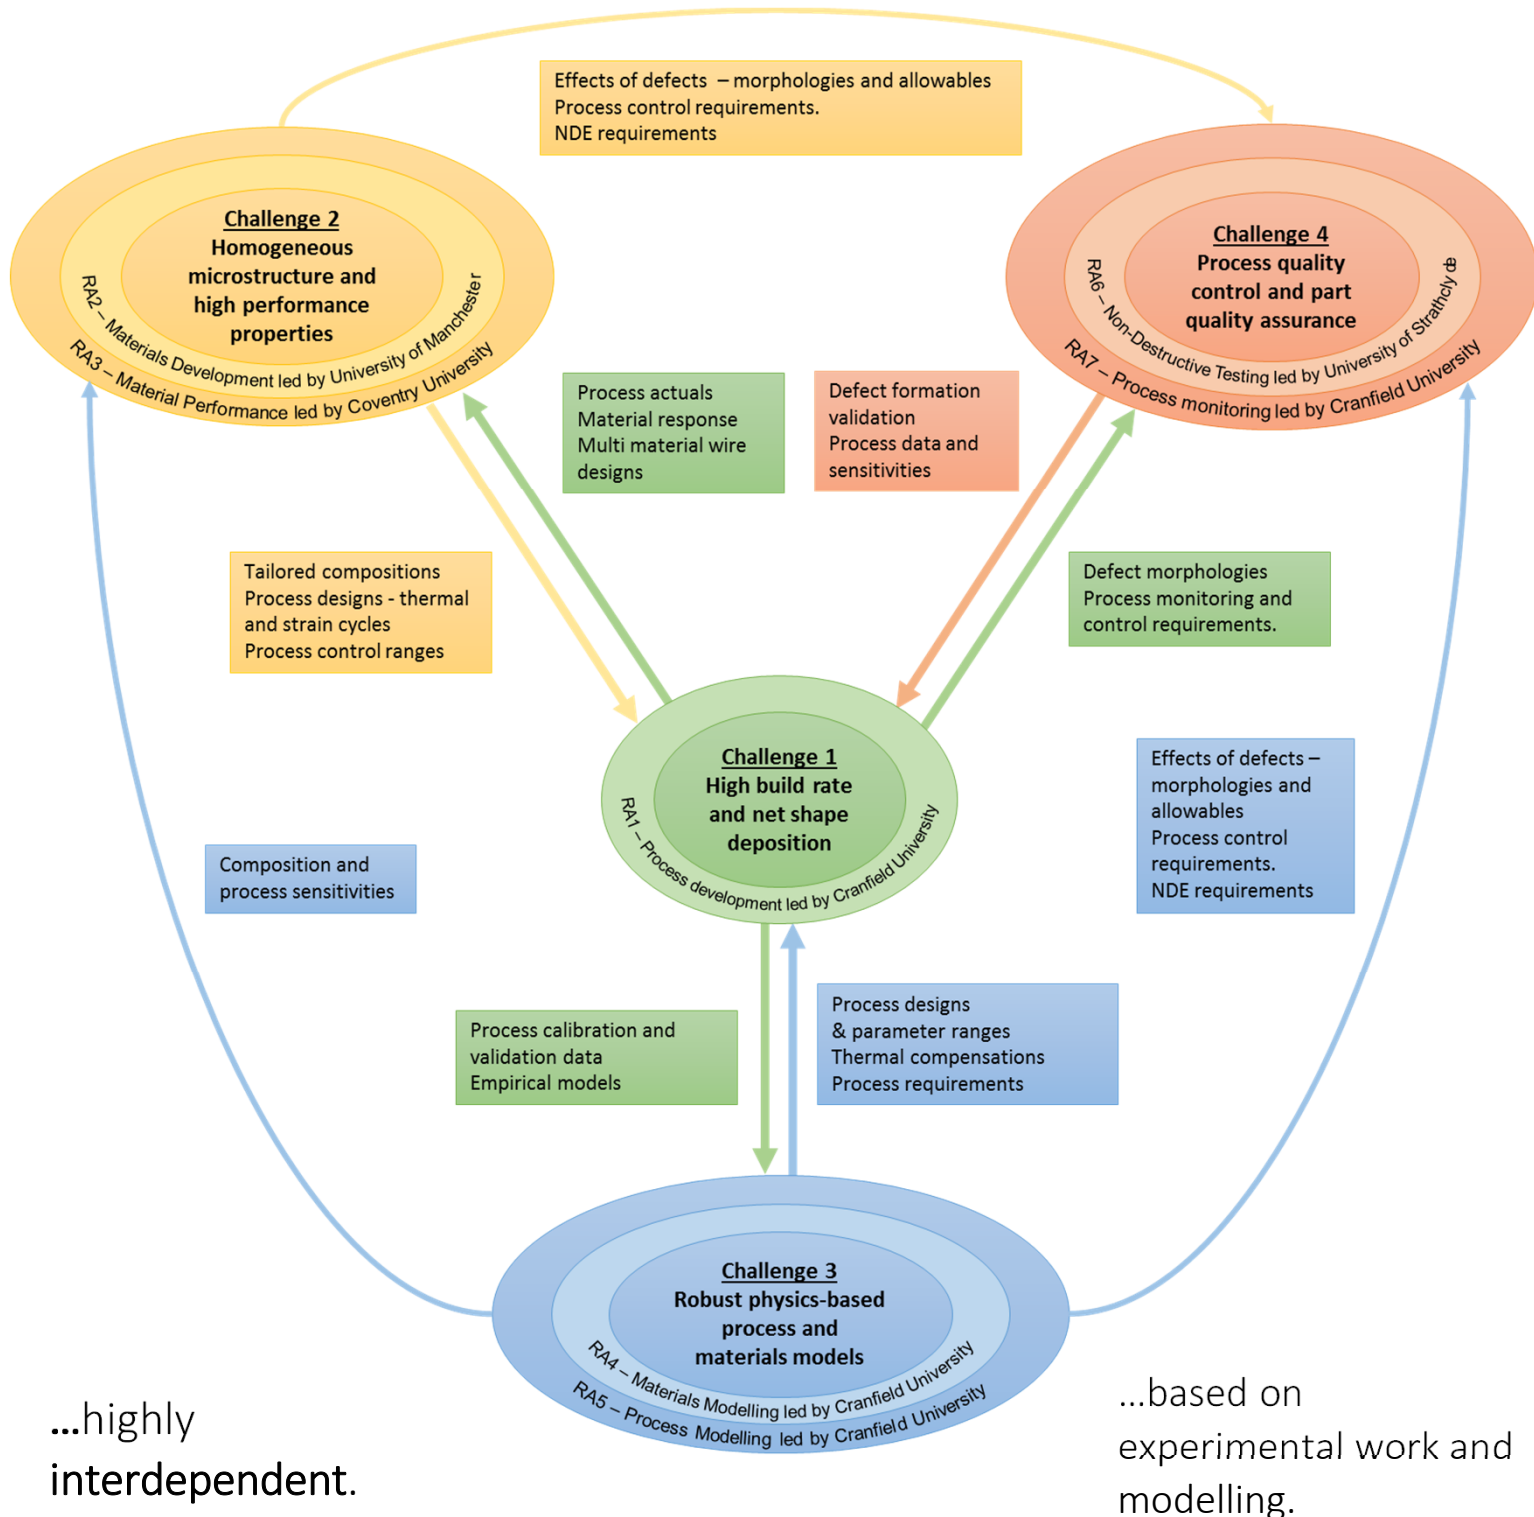 Effects of defects – morphologies and allowables
Process control requirements.
NDE requirements
Challenge 2
Homogeneous
microstructure and
high performance
properties
RA2 – Materials Development led by University of Manchester
RA3 – Material Performance led by Coventry University
Challenge 4
Process quality
control and part
quality assurance
RA6 – Non-Destructive Testing led by University of Strathclyde
RA7 – Process monitoring led by Cranfield University
Process actuals
Material response
Multi material wire
designs
Defect formation
validation
Process data and
sensitivities
Tailored compositions
Process designs - thermal
and strain cycles
Process control ranges
Defect morphologies
Process monitoring and
control requirements.
Challenge 1
High build rate
and net shape
deposition
RA1 – Process development led by Cranfield University
Effects of defects –
morphologies and
allowables
Process control
requirements.
NDE requirements
Composition and
process sensitivities
Process calibration and
validation data
Empirical models
Process designs
& parameter ranges
Thermal compensations
Process requirements
Challenge 3
Robust physics-based
process and
materials models
RA4 – Materials Modelling led by Cranfield University
RA5 – Process Modelling led by Cranfield University
...highly
interdependent.
...based on
experimental work and
modelling.